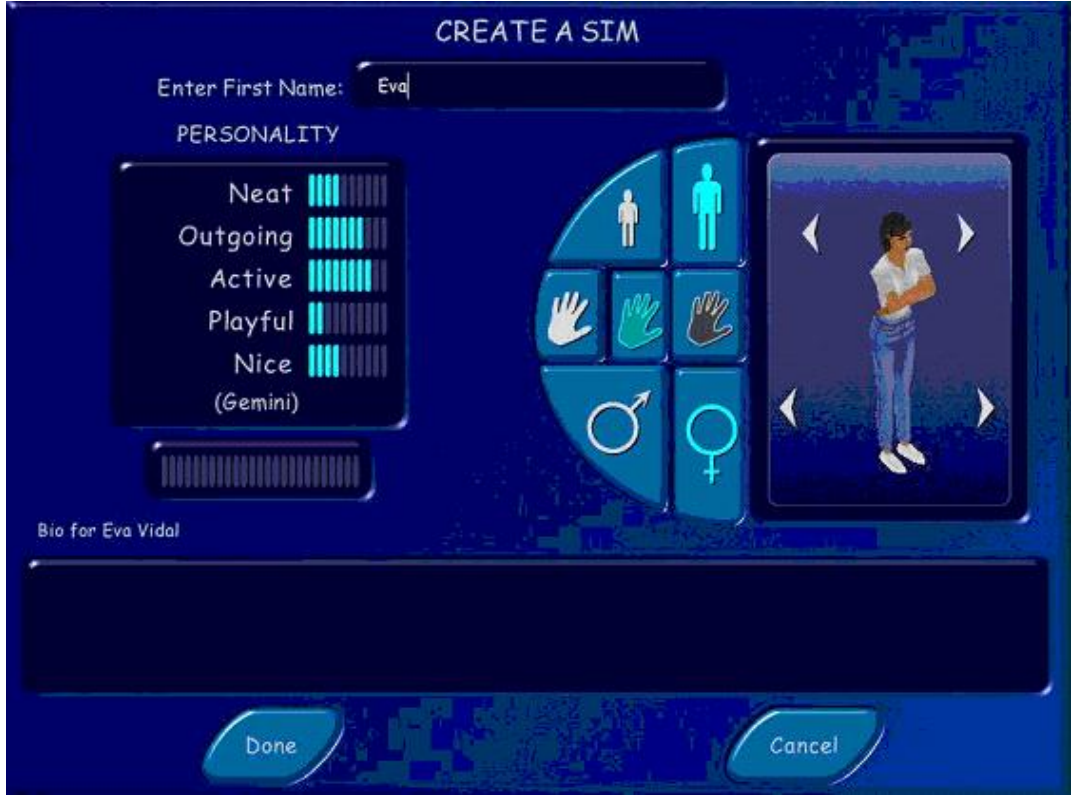 CREATE A SIM
Enter First Name: Eva
PERSONALITY
Neat
Outgoing
Active
Playful
Nice
(Gemini)
Bio for Eva Vidal
Done
Cancel